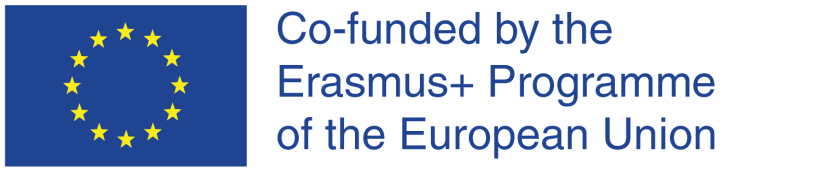 Co-funded by the
Erasmus+ Programme
of the European Union